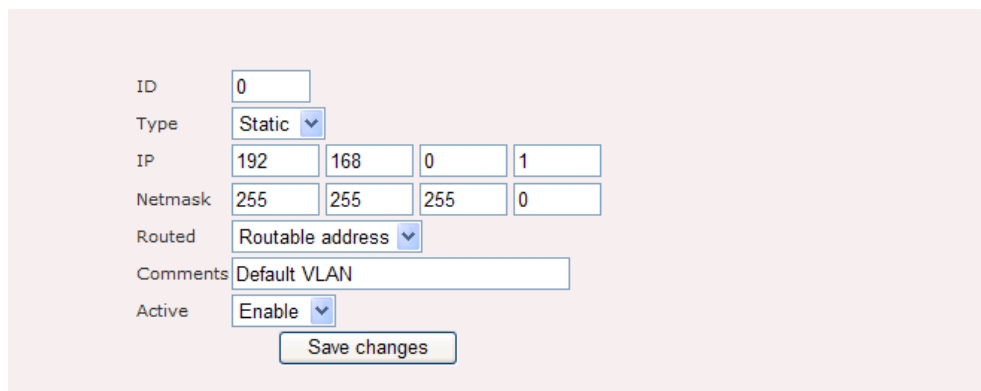 ID 0
Type Static
IP 192 168 0 1
Netmask 255 255 255 0
Routed Routable address
Comments Default VLAN
Active Enable
Save changes